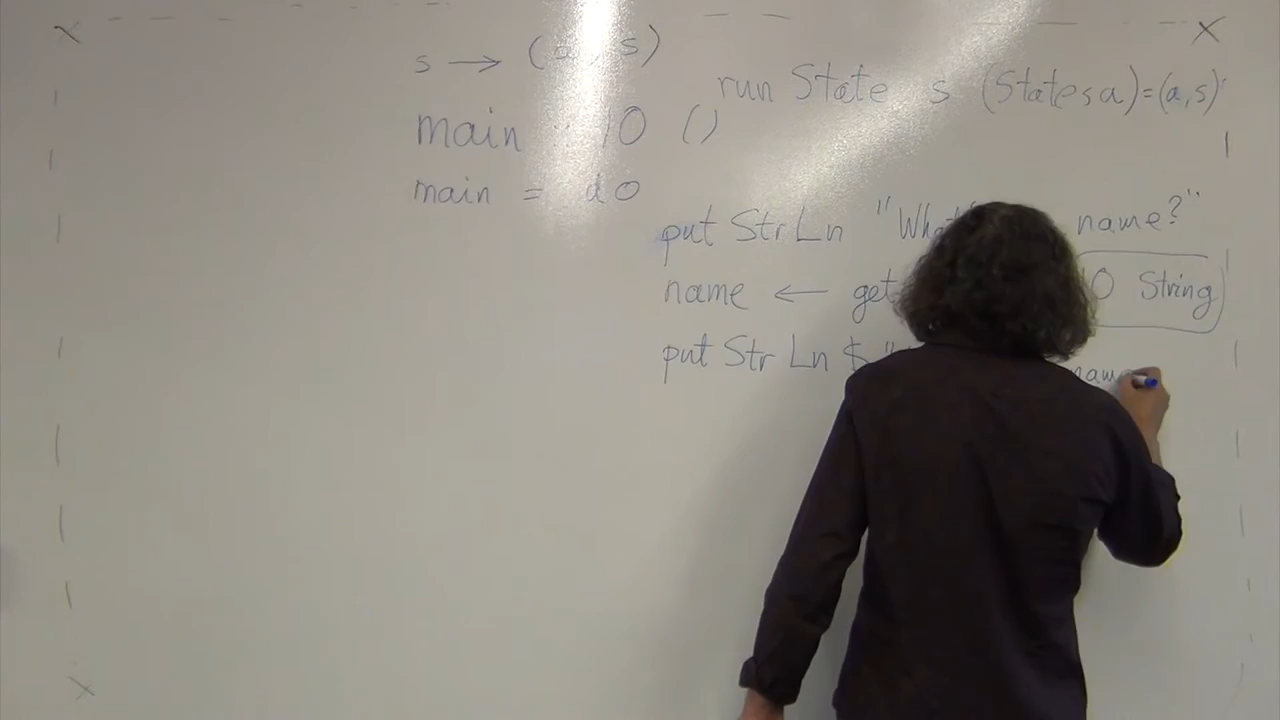 s → (a, s)
run State s (State s a) = (a, s)
main : IO ()
main = do
put Str Ln "What name?"
name ← get IO String
put Str Ln $ " name